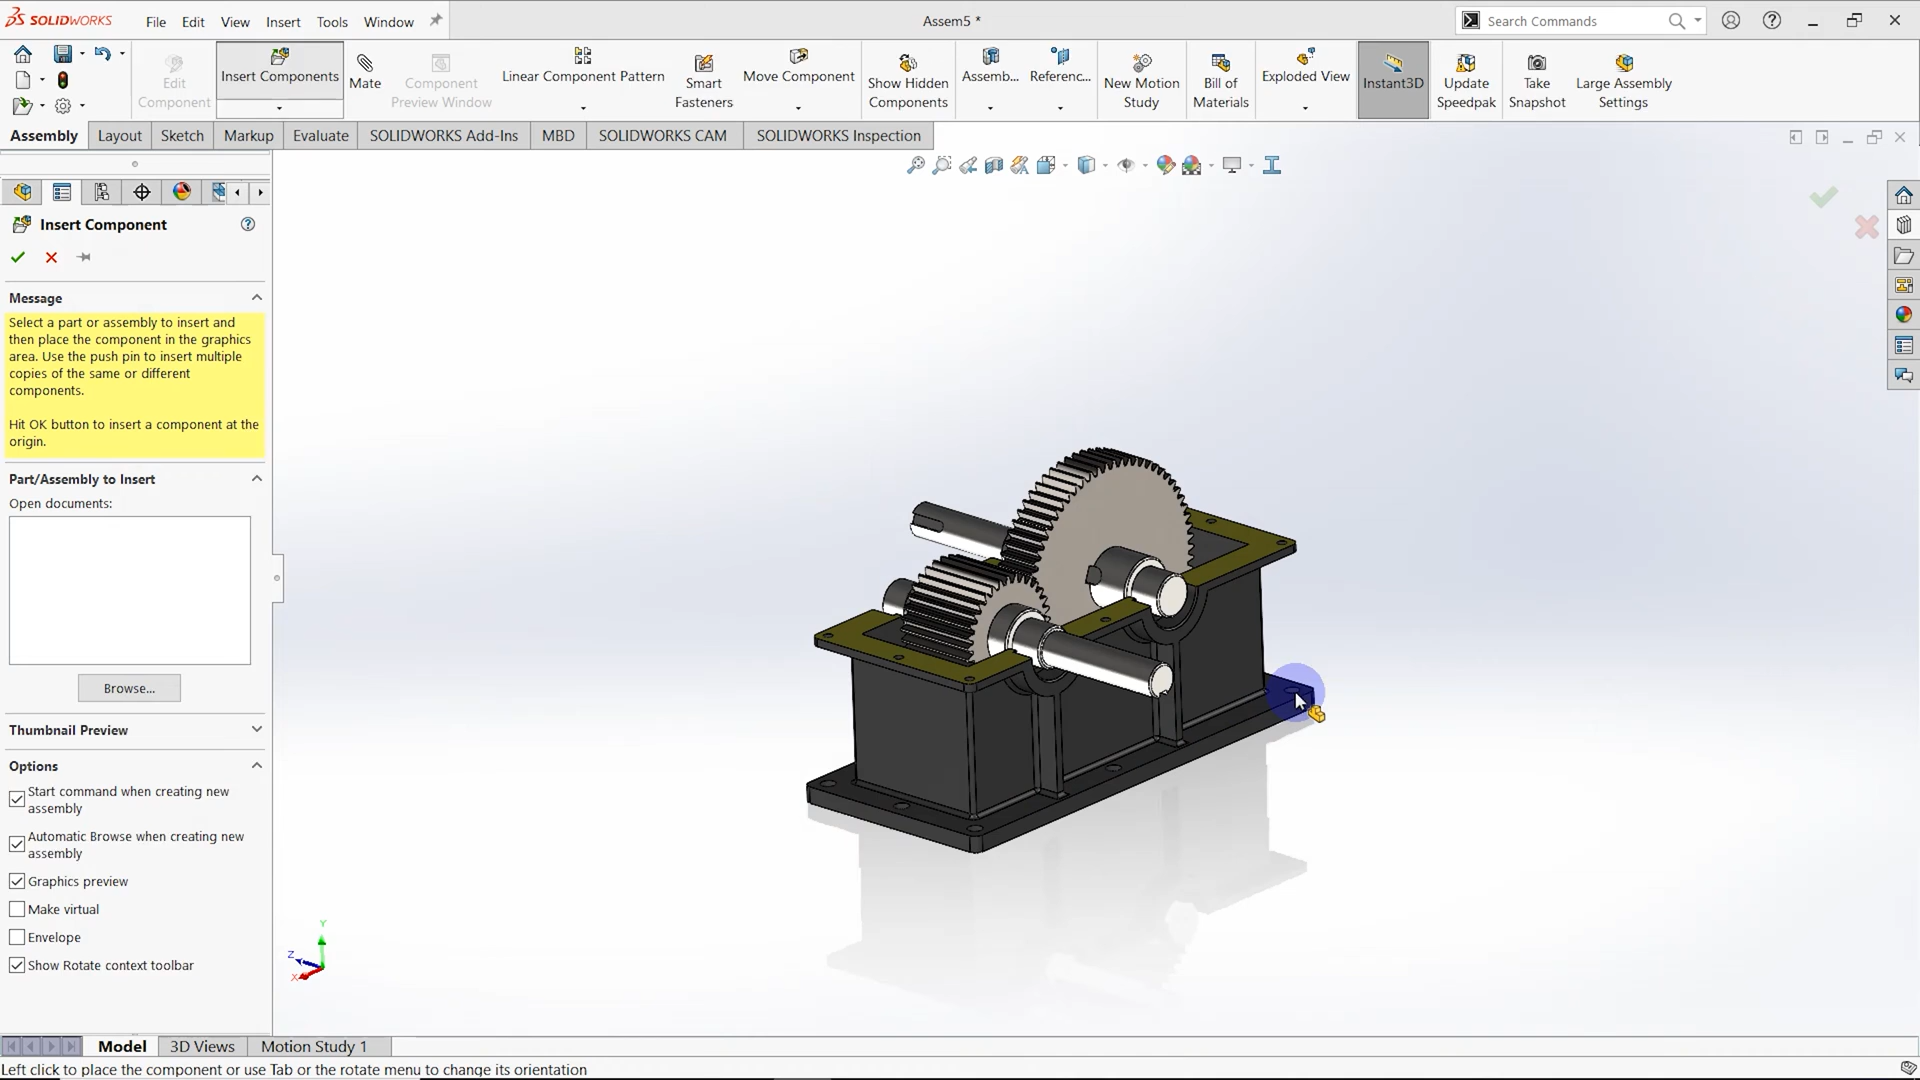 SOLIDWORKS
File Edit View Insert Tools Window
Assem5 *
Search Commands
Edit Component
Insert Components
Mate
Component Preview Window
Linear Component Pattern
Smart Fasteners
Move Component
Show Hidden Components
Assemb...
Referenc...
New Motion Study
Bill of Materials
Exploded View
Instant3D
Update Speedpak
Take Snapshot
Large Assembly Settings
Assembly Layout Sketch Markup Evaluate SOLIDWORKS Add-Ins MBD SOLIDWORKS CAM SOLIDWORKS Inspection
Insert Component
Message
Select a part or assembly to insert and
then place the component in the graphics
area. Use the push pin to insert multiple
copies of the same or different
components.
Hit OK button to insert a component at the
origin.
Part/Assembly to Insert
Open documents:
Browse...
Thumbnail Preview
Options
Start command when creating new
assembly
Automatic Browse when creating new
assembly
Graphics preview
Make virtual
Envelope
Show Rotate context toolbar
Y
Z
X
Model 3D Views Motion Study 1
Left click to place the component or use Tab or the rotate menu to change its orientation